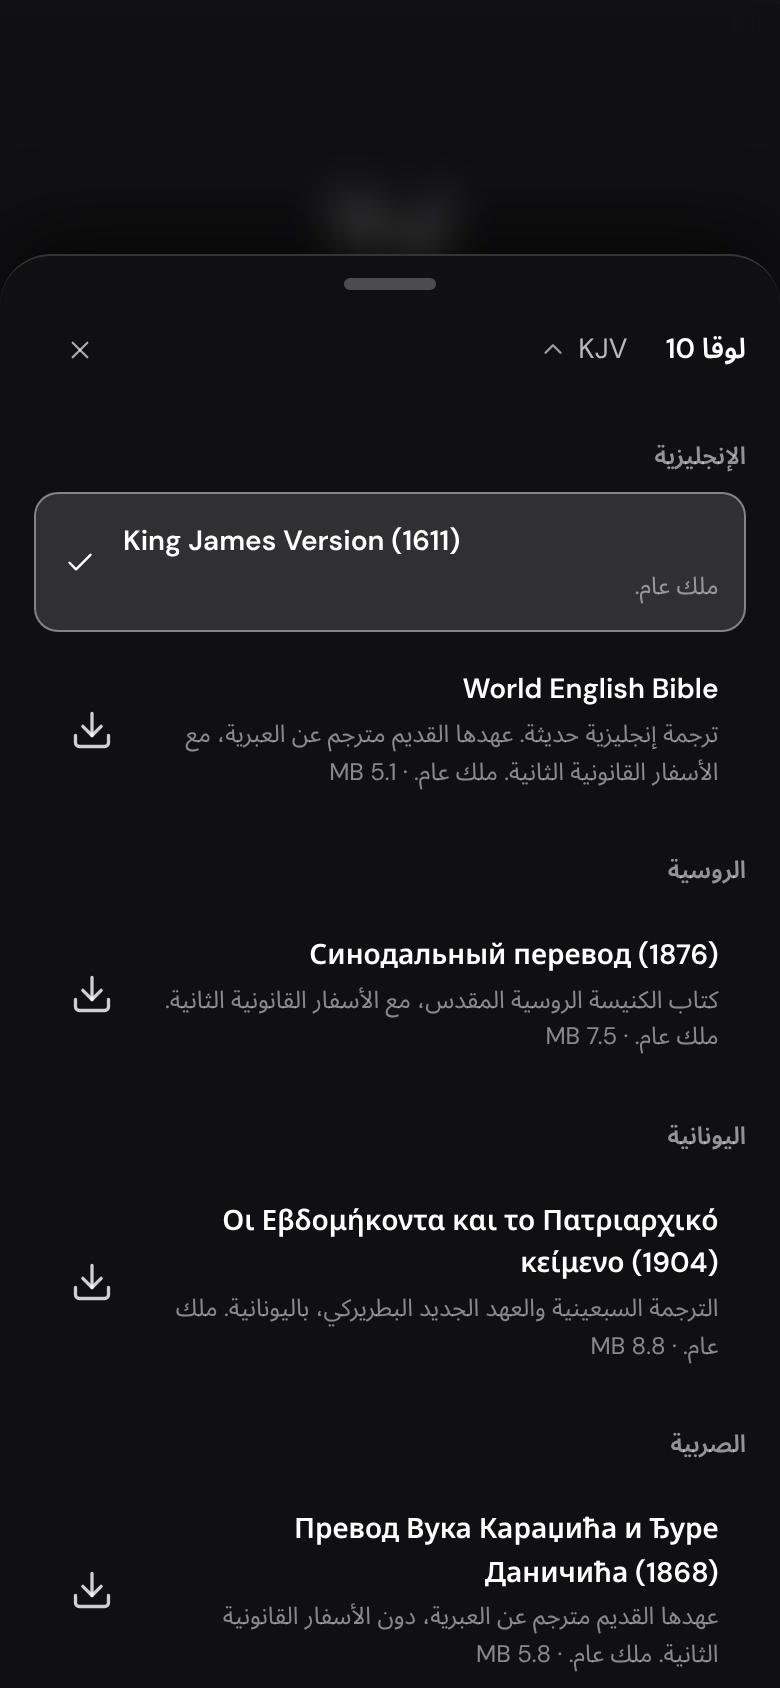 لوقا 10 KJV
الإنجليزية
King James Version (1611)
ملك عام.
World English Bible
ترجمة إنجليزية حديثة. عهدها القديم مترجم عن العبرية، مع
الأسفار القانونية الثانية. ملك عام. · 5.1 MB
الروسية
Синодальный перевод (1876)
كتاب الكنيسة الروسية المقدس، مع الأسفار القانونية الثانية.
ملك عام. · 7.5 MB
اليونانية
Οι Εβδομήκοντα και το Πατριαρχικό
κείμενο (1904)
الترجمة السبعينية والعهد الجديد البطريركي، باليونانية. ملك
عام. · 8.8 MB
الصربية
Превод Вука Караџића и Ђуре
Даничића (1868)
عهدها القديم مترجم عن العبرية، دون الأسفار القانونية
الثانية. ملك عام. · 5.8 MB